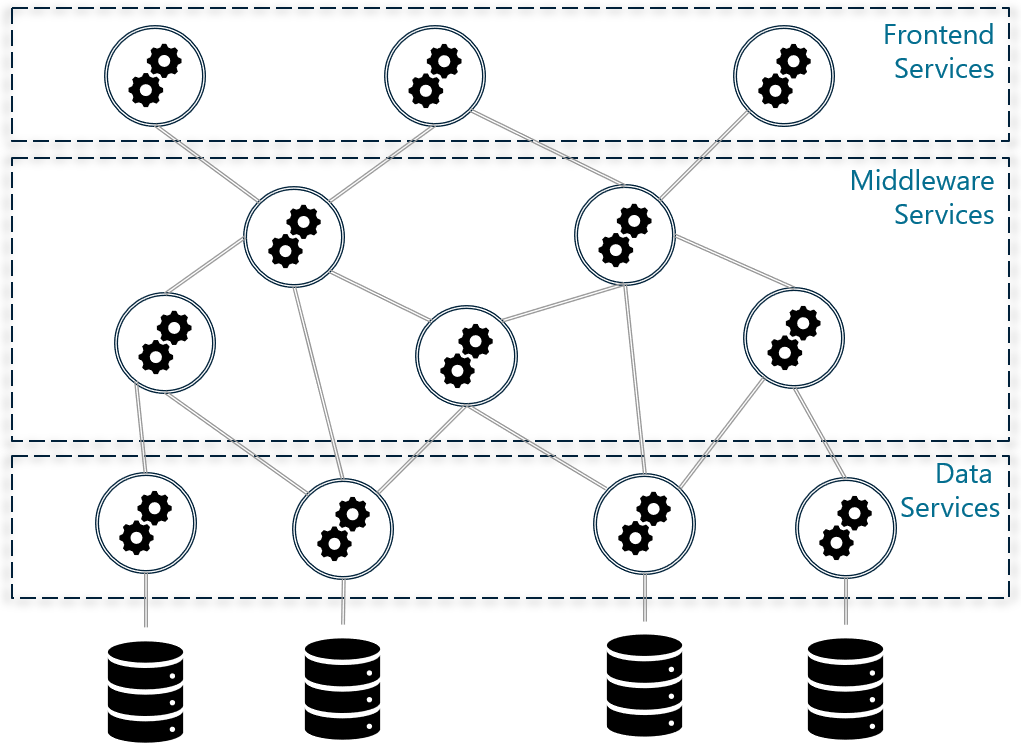 Frontend
Services
Middleware
Services
Data
Services